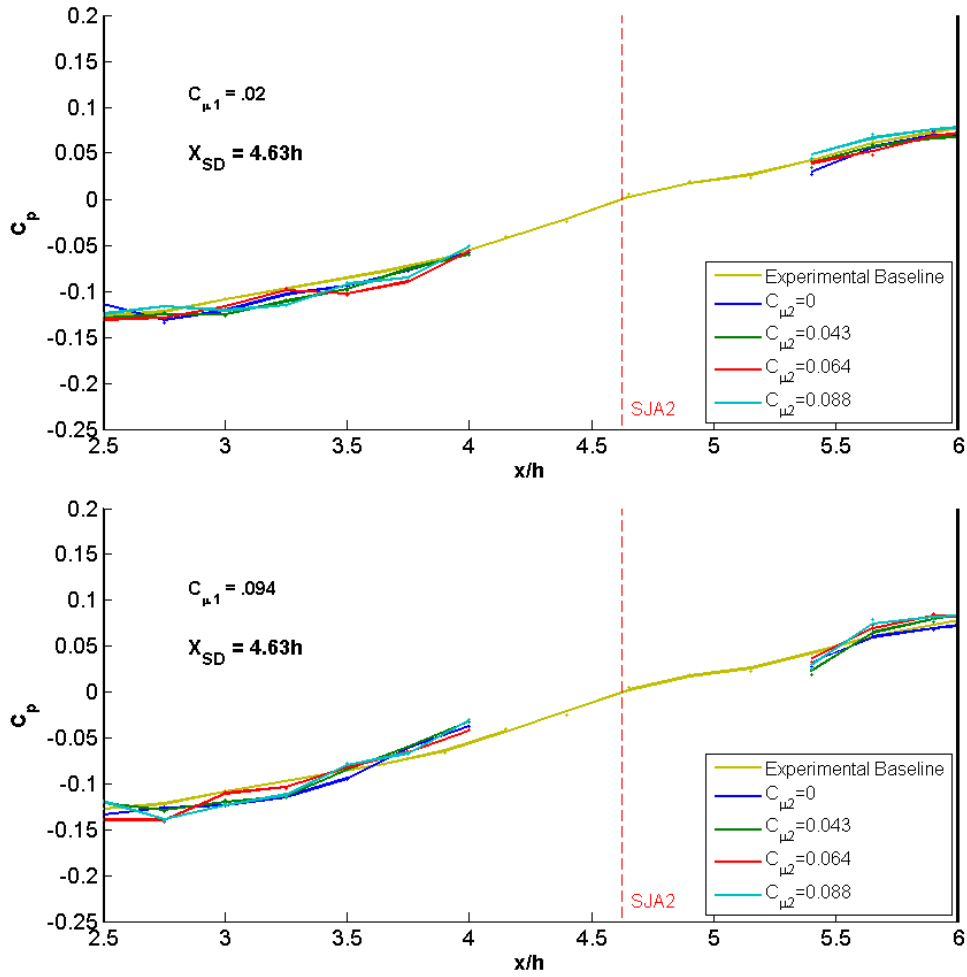 0.2
0.15
0.1
0.05
0
-0.05
-0.1
-0.15
-0.2
-0.25
C_p
C_μ1 = .02
X_SD = 4.63h
SJA2
Experimental Baseline
C_μ2=0
C_μ2=0.043
C_μ2=0.064
C_μ2=0.088
2.5 3 3.5 4 4.5 5 5.5 6
x/h
0.2
0.15
0.1
0.05
0
-0.05
-0.1
-0.15
-0.2
-0.25
C_p
C_μ1 = .094
X_SD = 4.63h
SJA2
Experimental Baseline
C_μ2=0
C_μ2=0.043
C_μ2=0.064
C_μ2=0.088
2.5 3 3.5 4 4.5 5 5.5 6
x/h